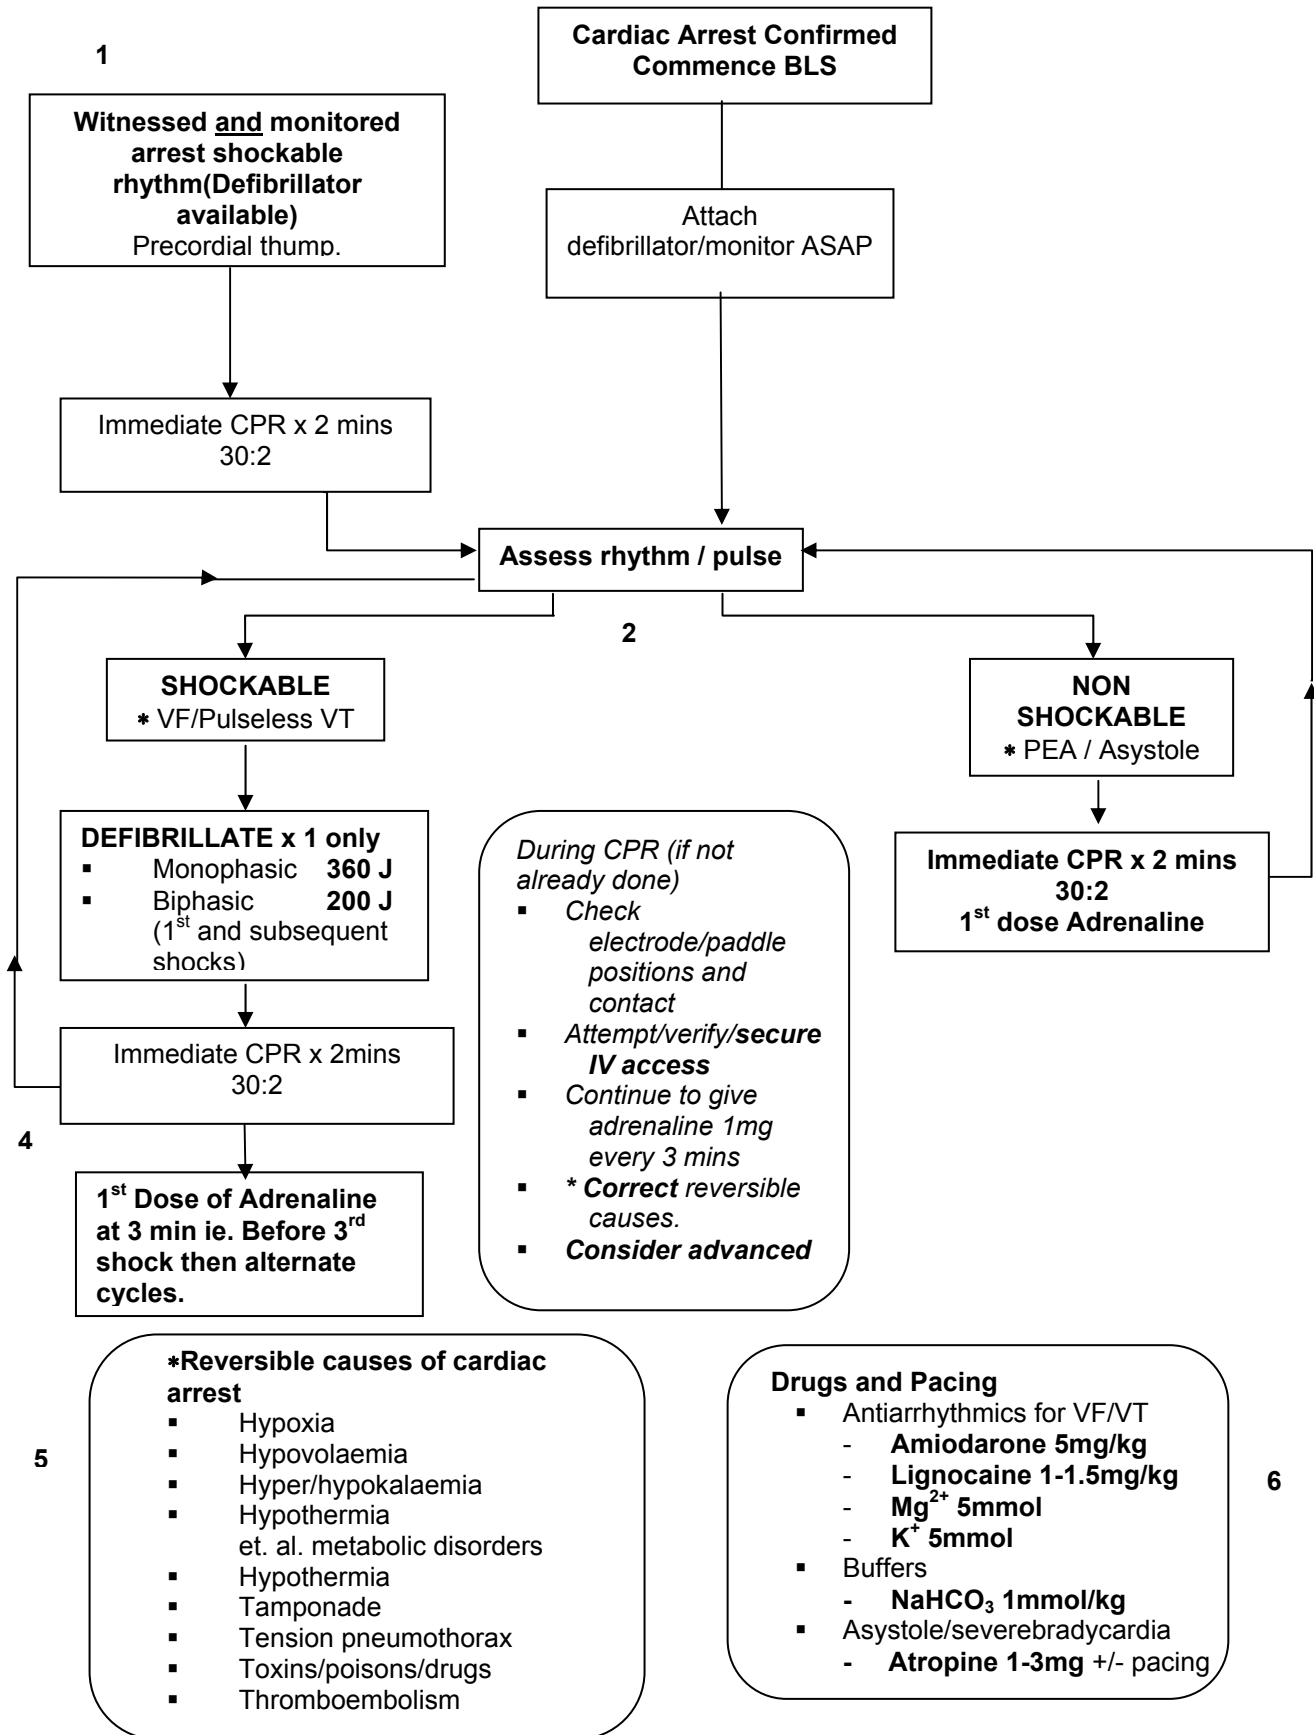 1
Cardiac Arrest Confirmed
Commence BLS
Witnessed and monitored
arrest shockable
rhythm(Defibrillator
available)
Precordial thump.
Attach
defibrillator/monitor ASAP
Immediate CPR x 2 mins
30:2
Assess rhythm / pulse
2
SHOCKABLE
* VF/Pulseless VT
NON
SHOCKABLE
* PEA / Asystole
DEFIBRILLATE x 1 only
▪ Monophasic 360 J
▪ Biphasic 200 J
(1st and subsequent
shocks)
During CPR (if not
already done)
▪ Check
electrode/paddle
positions and
contact
▪ Attempt/verify/secure
IV access
▪ Continue to give
adrenaline 1mg
every 3 mins
▪ * Correct reversible
causes.
▪ Consider advanced
Immediate CPR x 2 mins
30:2
1st dose Adrenaline
Immediate CPR x 2mins
30:2
4
1st Dose of Adrenaline
at 3 min ie. Before 3rd
shock then alternate
cycles.
5
*Reversible causes of cardiac
arrest
▪ Hypoxia
▪ Hypovolaemia
▪ Hyper/hypokalaemia
▪ Hypothermia
et. al. metabolic disorders
▪ Hypothermia
▪ Tamponade
▪ Tension pneumothorax
▪ Toxins/poisons/drugs
▪ Thromboembolism
Drugs and Pacing
▪ Antiarrhythmics for VF/VT
- Amiodarone 5mg/kg
- Lignocaine 1-1.5mg/kg
- Mg2+ 5mmol
- K+ 5mmol
▪ Buffers
- NaHCO3 1mmol/kg
▪ Asystole/severebradycardia
- Atropine 1-3mg +/- pacing
6